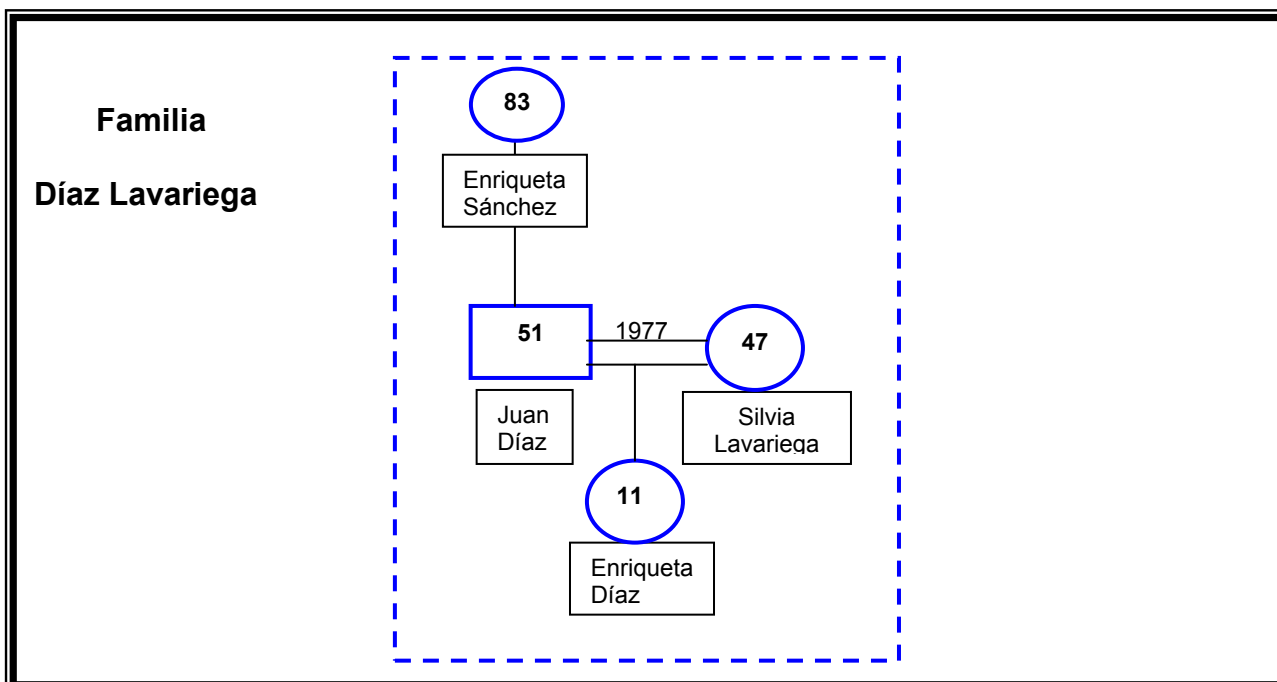 Familia
Díaz Lavariega
83
Enriqueta
Sánchez
51
1977
47
Juan
Díaz
Silvia
Lavariega
11
Enriqueta
Díaz